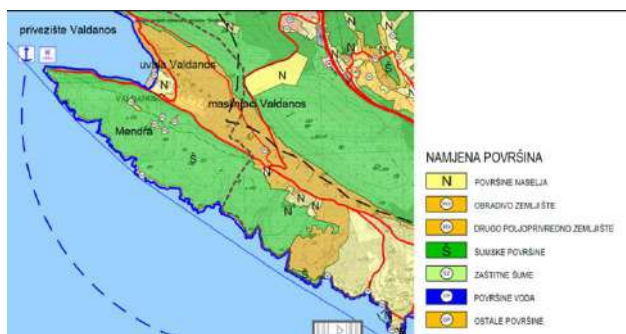 privezište Valdanos
uvala Valdanos
N
maslinjaci Valdanos
N
N
N
N
Š
Mendra
Š
N
N
N
NAMJENA POVRŠINA
N POVRŠINE NASELJA
OBRADIVO ZEMLJIŠTE
DRUGO POLJOPRIVREDNO ZEMLJIŠTE
Š ŠUMSKE POVRŠINE
ZAŠTITNE ŠUME
POVRŠINE VODA
OSTALE POVRŠINE